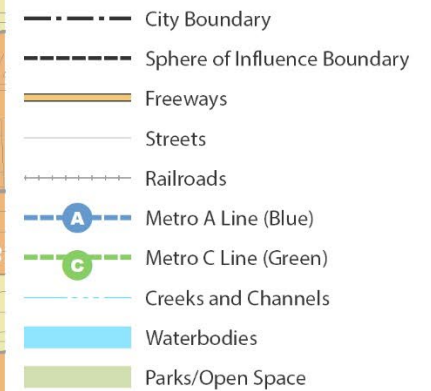 City Boundary
Sphere of Influence Boundary
Freeways
Streets
Railroads
A Metro A Line (Blue)
C Metro C Line (Green)
Creeks and Channels
Waterbodies
Parks/Open Space